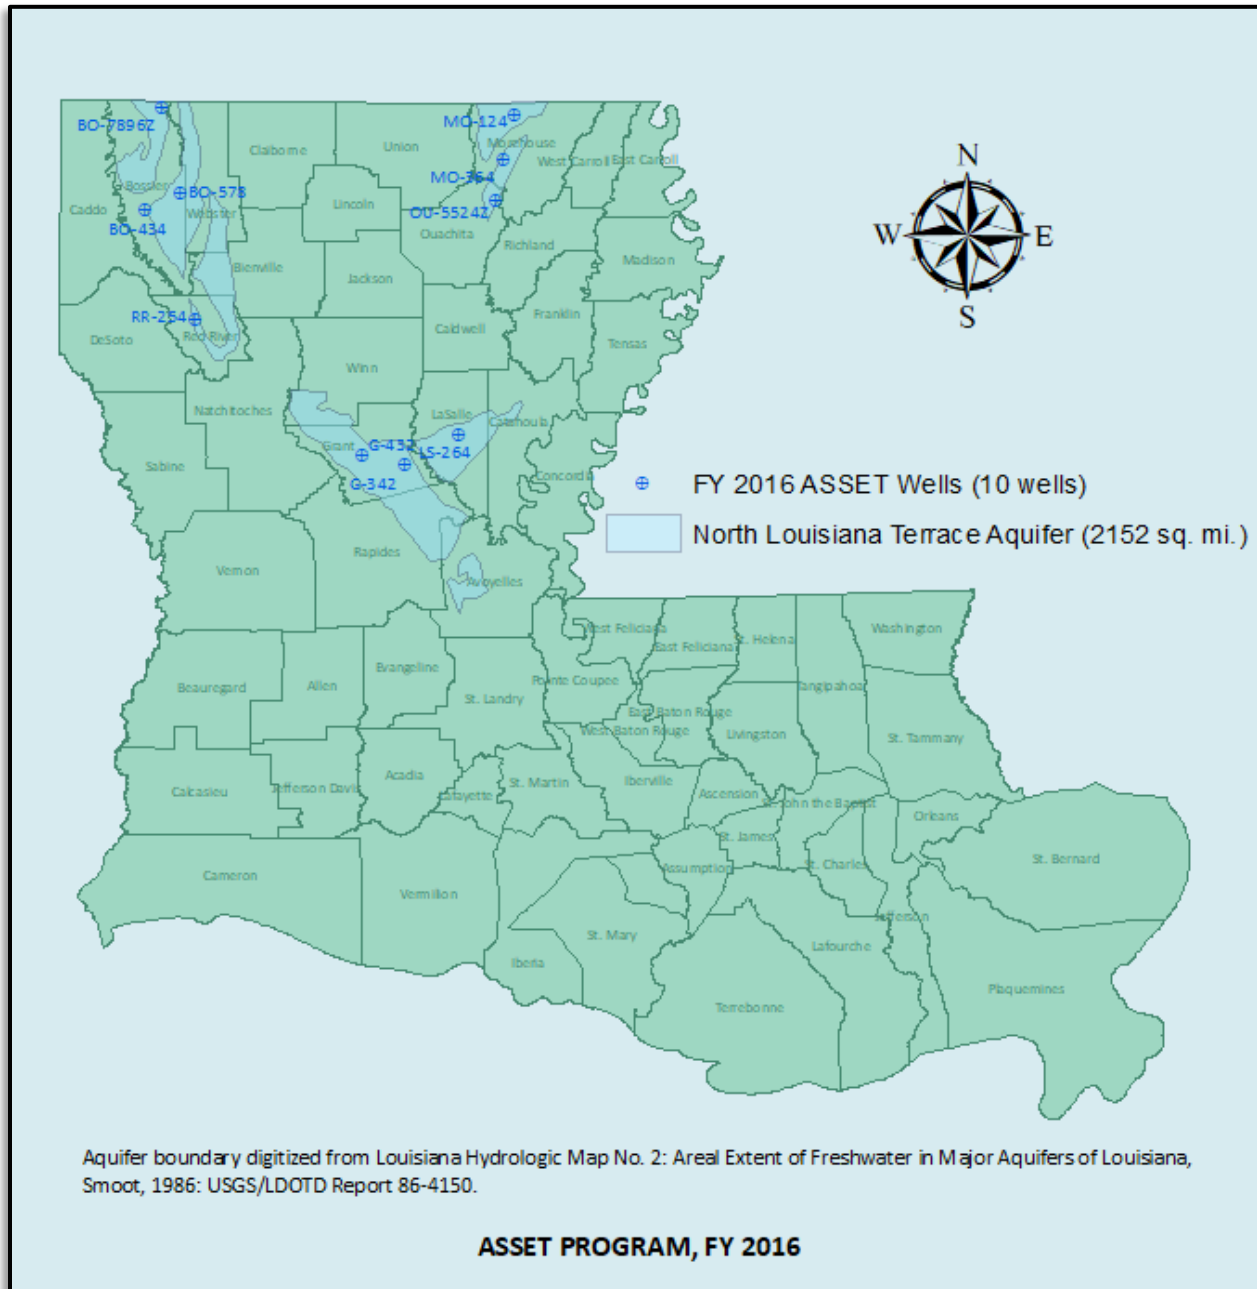 BO-7896Z
MO-124
Claiborne
Union
Morehouse
West Carroll
East Carroll
MO-364
Bossier
BO-578
Caddo
Webster
Lincoln
OU-5524Z
BO-434
Ouachita
Richland
Madison
Bienville
Jackson
RR-254
Red River
DeSoto
Caldwell
Franklin
Tensas
Winn
Natchitoches
LaSalle
Catahoula
Grant
LS-264
G-342
Sabine
Concordia
Rapides
Vernon
Avoyelles
N
W
E
S
FY 2016 ASSET Wells (10 wells)
North Louisiana Terrace Aquifer (2152 sq. mi.)
West Feliciana
East Feliciana
St. Helena
Washington
Evangeline
Beauregard
Allen
St. Landry
Pointe Coupee
Tangipahoa
East Baton Rouge
West Baton Rouge
Livingston
St. Tammany
Acadia
St. Martin
Iberville
Calcasieu
Jefferson Davis
Lafayette
Ascension
St. John the Baptist
Orleans
St. James
St. Bernard
Assumption
St. Charles
Cameron
Vermilion
Jefferson
St. Mary
Lafourche
Iberia
Plaquemines
Terrebonne
Aquifer boundary digitized from Louisiana Hydrologic Map No. 2: Areal Extent of Freshwater in Major Aquifers of Louisiana,
Smoot, 1986: USGS/LDOTD Report 86-4150.
ASSET PROGRAM, FY 2016